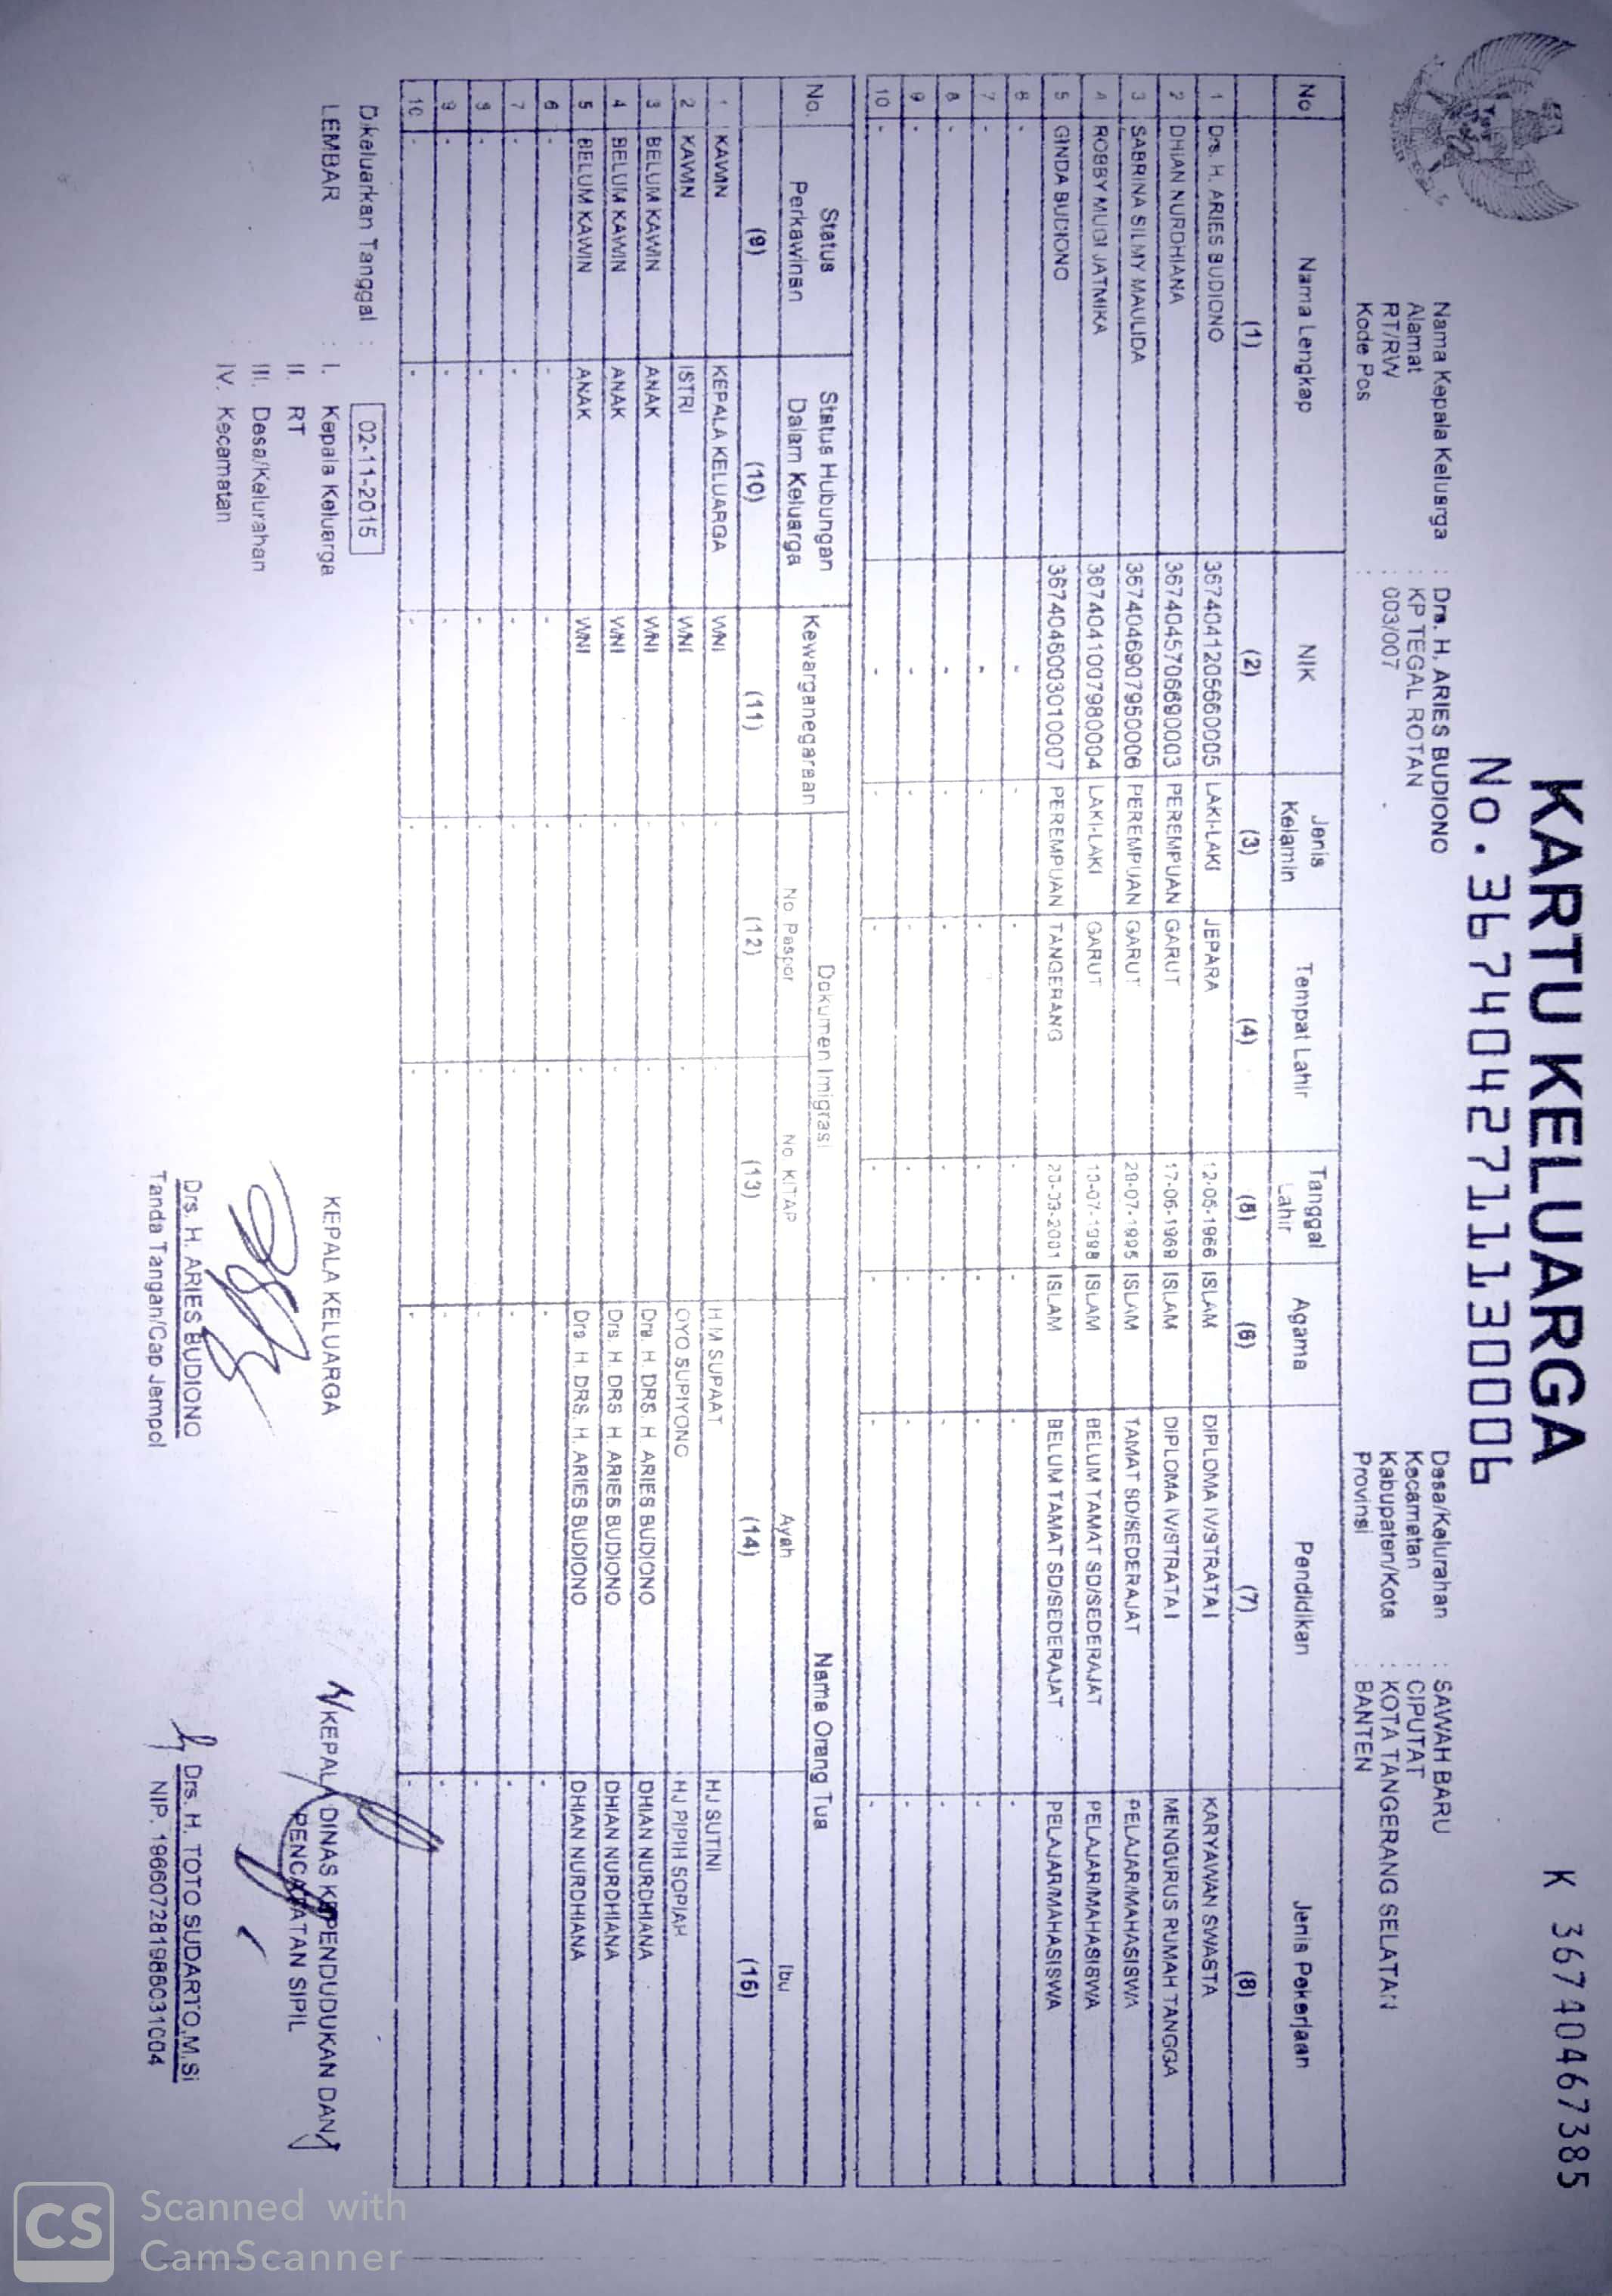 KARTU KELUARGA
No. 3674042711130006
K 36740467385
Nama Kepala Keluarga : Drs. H. ARIES BUDIONO
Alamat : KP TEGAL ROTAN
RT/RW : 003/007
Kode Pos :
Desa/Kelurahan : SAWAH BARU
Kecamatan : CIPUTAT
Kabupaten/Kota : KOTA TANGERANG SELATAN
Provinsi : BANTEN
No Nama Lengkap NIK Jenis Kelamin Tempat Lahir Tanggal Lahir Agama Pendidikan Jenis Pekerjaan
(1) (2) (3) (4) (5) (6) (7) (8)
1 Drs. H. ARIES BUDIONO 3674041205660005 LAKI-LAKI JEPARA 12-05-1966 ISLAM DIPLOMA IV/STRATA I KARYAWAN SWASTA
2 DHIAN NURDHIANA 3674045706690003 PEREMPUAN GARUT 17-06-1969 ISLAM DIPLOMA IV/STRATA I MENGURUS RUMAH TANGGA
3 SABRINA SILMY MAULIDA 3674046907950006 PEREMPUAN GARUT 29-07-1995 ISLAM TAMAT SD/SEDERAJAT PELAJAR/MAHASISWA
4 ROBBY MUGI JATMIKA 3674041007980004 LAKI-LAKI GARUT 10-07-1998 ISLAM BELUM TAMAT SD/SEDERAJAT PELAJAR/MAHASISWA
5 GINDA BUDIONO 3674046003010007 PEREMPUAN TANGERANG 20-03-2001 ISLAM BELUM TAMAT SD/SEDERAJAT PELAJAR/MAHASISWA
6 - - - - - - - -
7 - - - - - - - -
8 - - - - - - - -
9 - - - - - - - -
10 - - - - - - - -
No. Status Perkawinan Status Hubungan Dalam Keluarga Kewarganegaraan Dokumen Imigrasi Nama Orang Tua
No Paspor No KITAP Ayah Ibu
(9) (10) (11) (12) (13) (14) (15)
1 KAWIN KEPALA KELUARGA WNI - - H M SUPAAT HJ SUTINI
2 KAWIN ISTRI WNI - - OYO SUPIYONO HJ PIPIH SOPIAH
3 BELUM KAWIN ANAK WNI - - Drs. H. DRS. H. ARIES BUDIONO DHIAN NURDHIANA
4 BELUM KAWIN ANAK WNI - - Drs. H. DRS. H. ARIES BUDIONO DHIAN NURDHIANA
5 BELUM KAWIN ANAK WNI - - Drs. H. DRS. H. ARIES BUDIONO DHIAN NURDHIANA
6 - - - - - - -
7 - - - - - - -
8 - - - - - - -
9 - - - - - - -
10 - - - - - - -
Dikeluarkan Tanggal : 02-11-2015
LEMBAR : I. Kepala Keluarga
II. RT
III. Desa/Kelurahan
IV. Kecamatan
KEPALA KELUARGA
Drs. H. ARIES BUDIONO
Tanda Tangan/Cap Jempol
KEPALA DINAS KEPENDUDUKAN DAN
PENCATATAN SIPIL
Drs. H. TOTO SUDARTO,M.Si
NIP. 196607281986031004
CS Scanned with
CamScanner